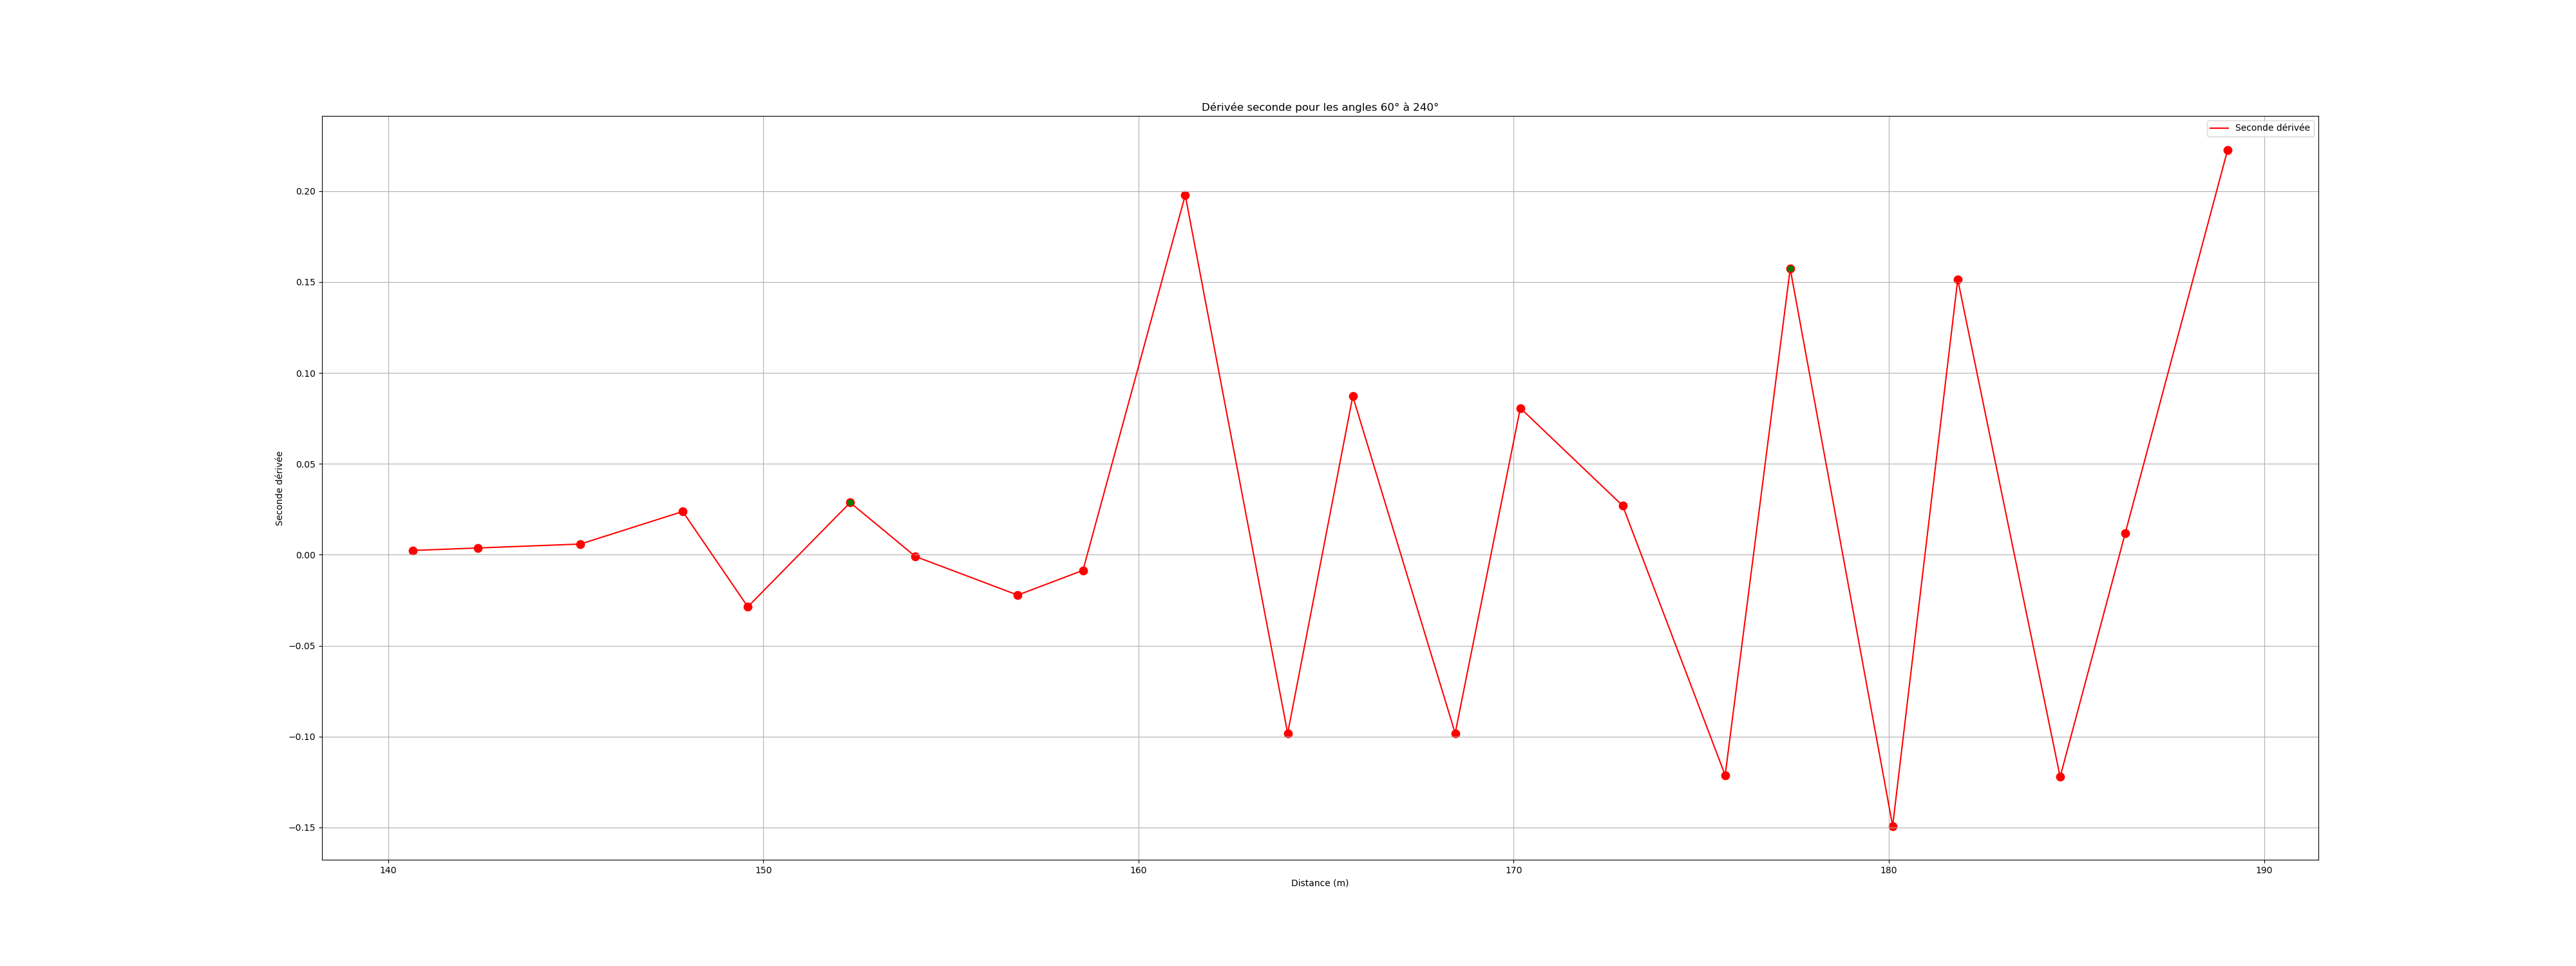 Dérivée seconde pour les angles 60° à 240°
Seconde dérivée
0.20
0.15
0.10
0.05
0.00
−0.05
−0.10
−0.15
Seconde dérivée
140 150 160 170 180 190
Distance (m)